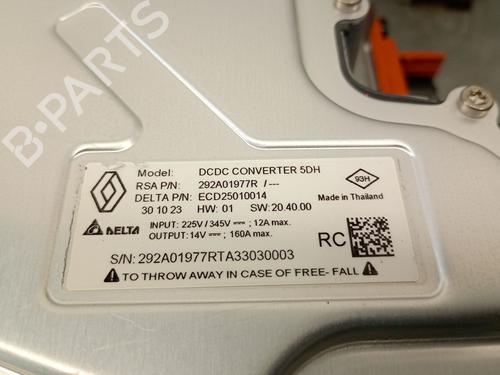 B-PARTS
Model: DCDC CONVERTER 5DH
RSA P/N: 292A01977R /---
DELTA P/N: ECD25010014
30 10 23 HW: 01 SW: 20.40.00
93H
Made in Thailand
INPUT: 225V / 345V ⎓ ; 12A max.
OUTPUT: 14V ⎓ ; 160A max.
DELTA
RC
S/N: 292A01977RTA33030003
TO THROW AWAY IN CASE OF FREE- FALL